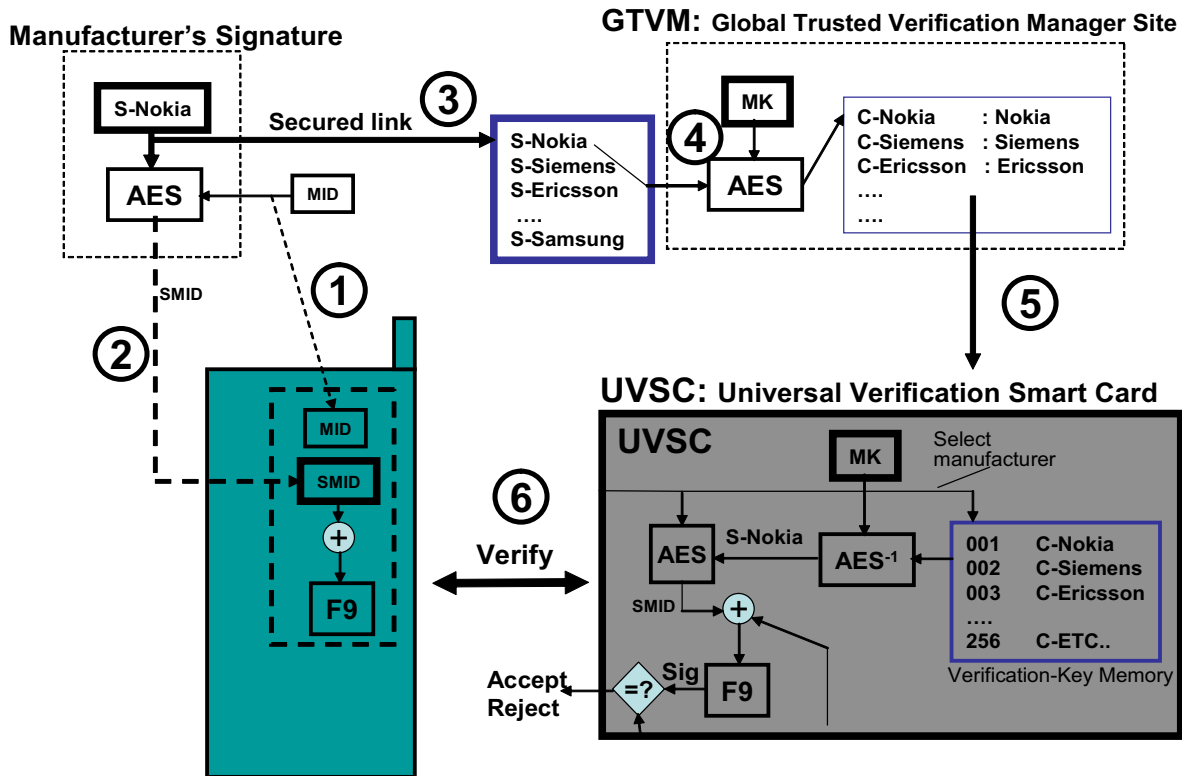 GTVM: Global Trusted Verification Manager Site
Manufacturer's Signature
S-Nokia
Secured link
3
AES
MID
S-Nokia
S-Siemens
S-Ericsson
....
S-Samsung
4
MK
AES
C-Nokia : Nokia
C-Siemens : Siemens
C-Ericsson : Ericsson
....
....
SMID
1
2
5
MID
SMID
+
F9
6
Verify
UVSC: Universal Verification Smart Card
UVSC
MK
Select
manufacturer
AES
S-Nokia
AES-1
001 C-Nokia
002 C-Siemens
003 C-Ericsson
....
256 C-ETC..
Verification-Key Memory
SMID
+
F9
Sig
=?
Accept
Reject